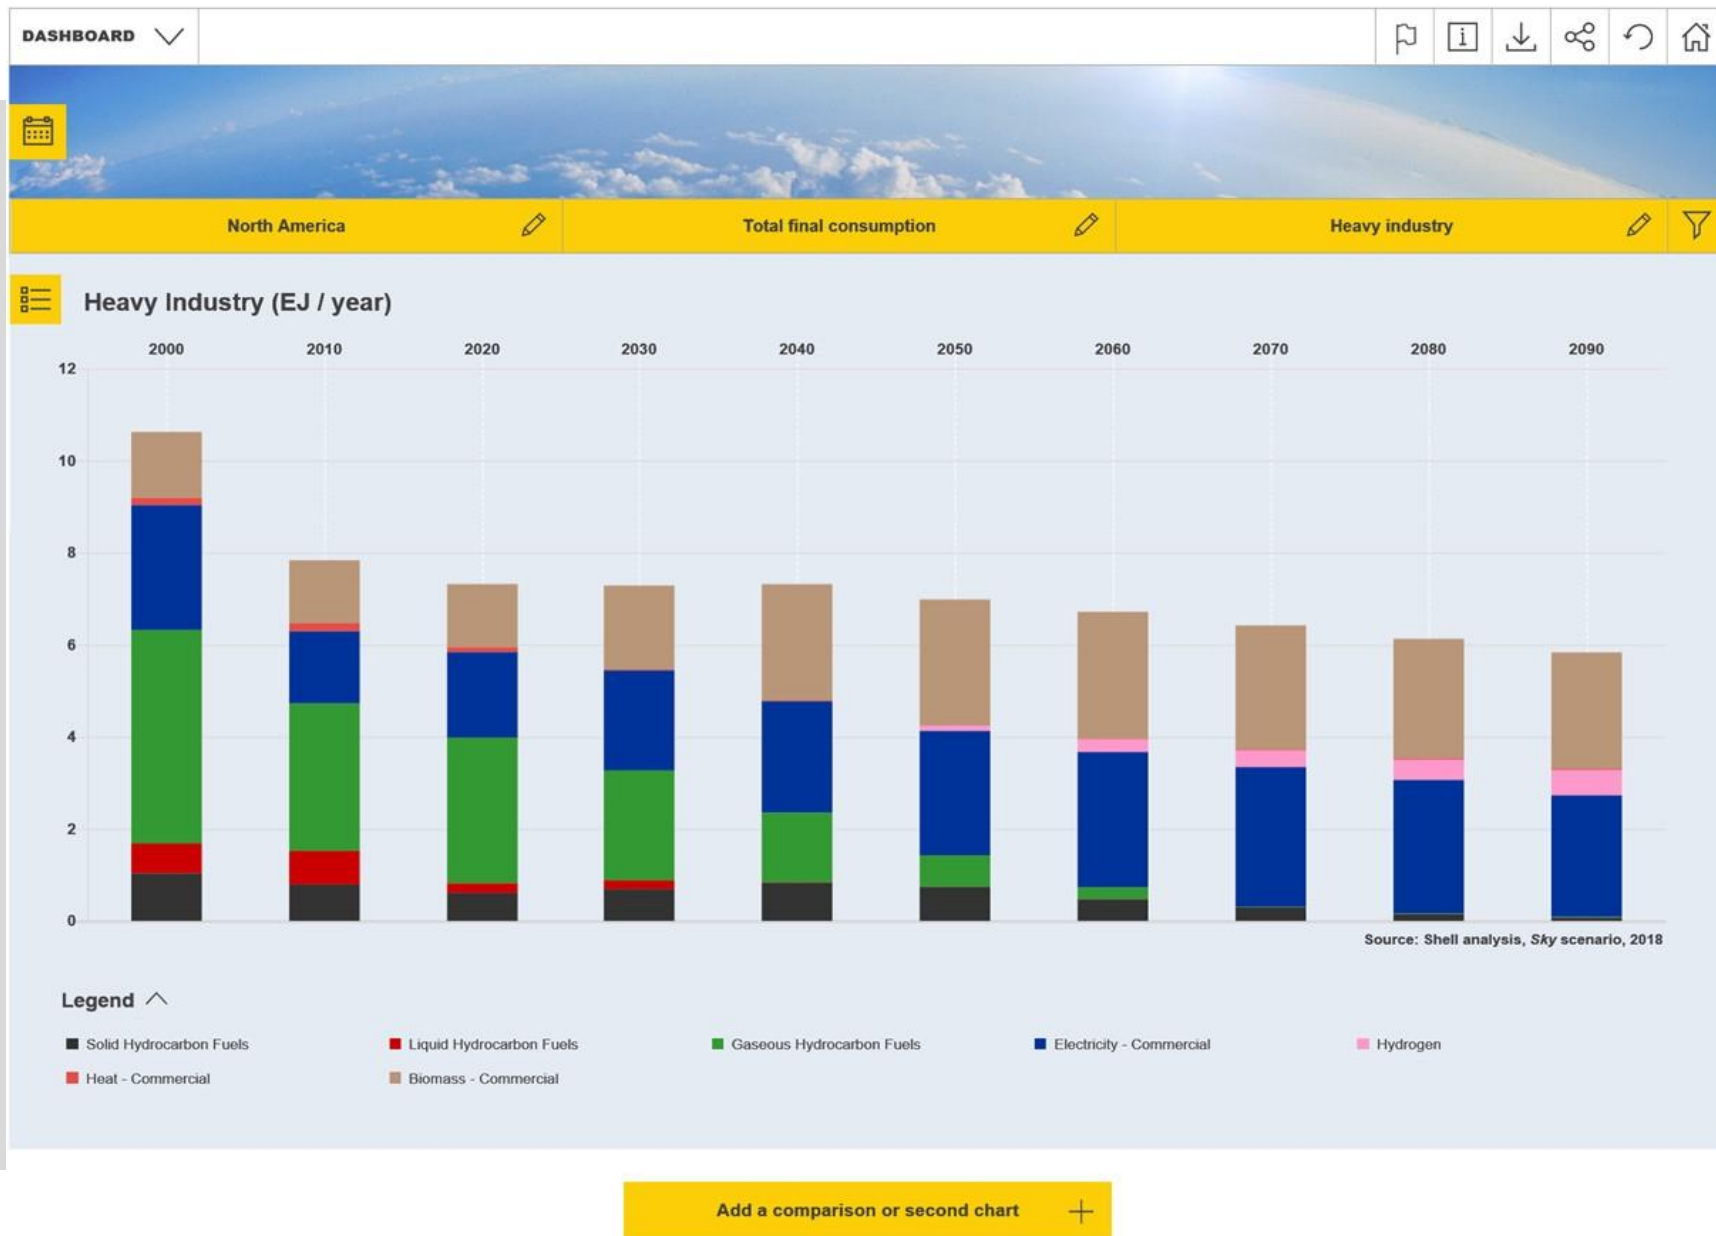 DASHBOARD
North America
Total final consumption
Heavy industry
Heavy Industry (EJ / year)
2000 2010 2020 2030 2040 2050 2060 2070 2080 2090
12
10
8
6
4
2
0
Source: Shell analysis, Sky scenario, 2018
Legend
Solid Hydrocarbon Fuels
Liquid Hydrocarbon Fuels
Gaseous Hydrocarbon Fuels
Electricity - Commercial
Hydrogen
Heat - Commercial
Biomass - Commercial
Add a comparison or second chart